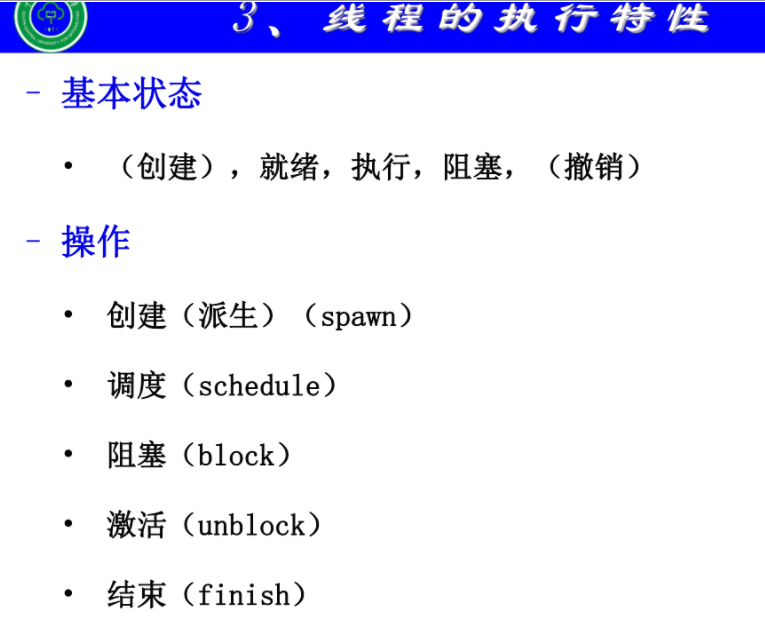 3、线程的执行特性
- 基本状态
• （创建），就绪，执行，阻塞，（撤销）
- 操作
• 创建（派生）（spawn）
• 调度（schedule）
• 阻塞（block）
• 激活（unblock）
• 结束（finish）